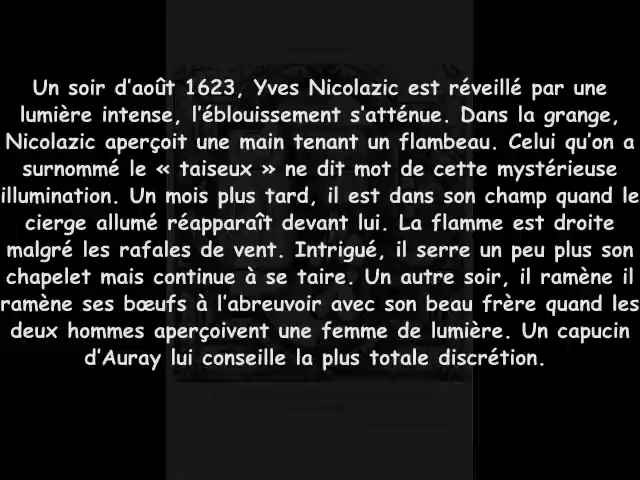 Un soir d'août 1623, Yves Nicolazic est réveillé par une
lumière intense, l'éblouissement s'atténue. Dans la grange,
Nicolazic aperçoit une main tenant un flambeau. Celui qu'on a
surnommé le « taiseux » ne dit mot de cette mystérieuse
illumination. Un mois plus tard, il est dans son champ quand le
cierge allumé réapparaît devant lui. La flamme est droite
malgré les rafales de vent. Intrigué, il serre un peu plus son
chapelet mais continue à se taire. Un autre soir, il ramène il
ramène ses bœufs à l'abreuvoir avec son beau frère quand les
deux hommes aperçoivent une femme de lumière. Un capucin
d'Auray lui conseille la plus totale discrétion.